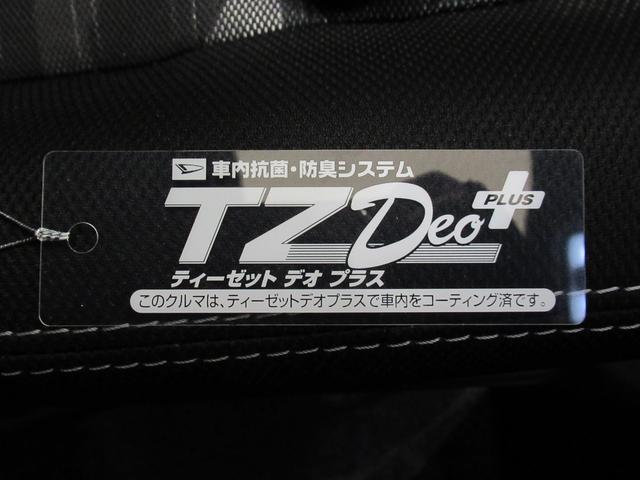 車内抗菌・防臭システム
TZ Deo PLUS
ティーゼット デオ プラス
このクルマは、ティーゼットデオプラスで車内をコーティング済です。